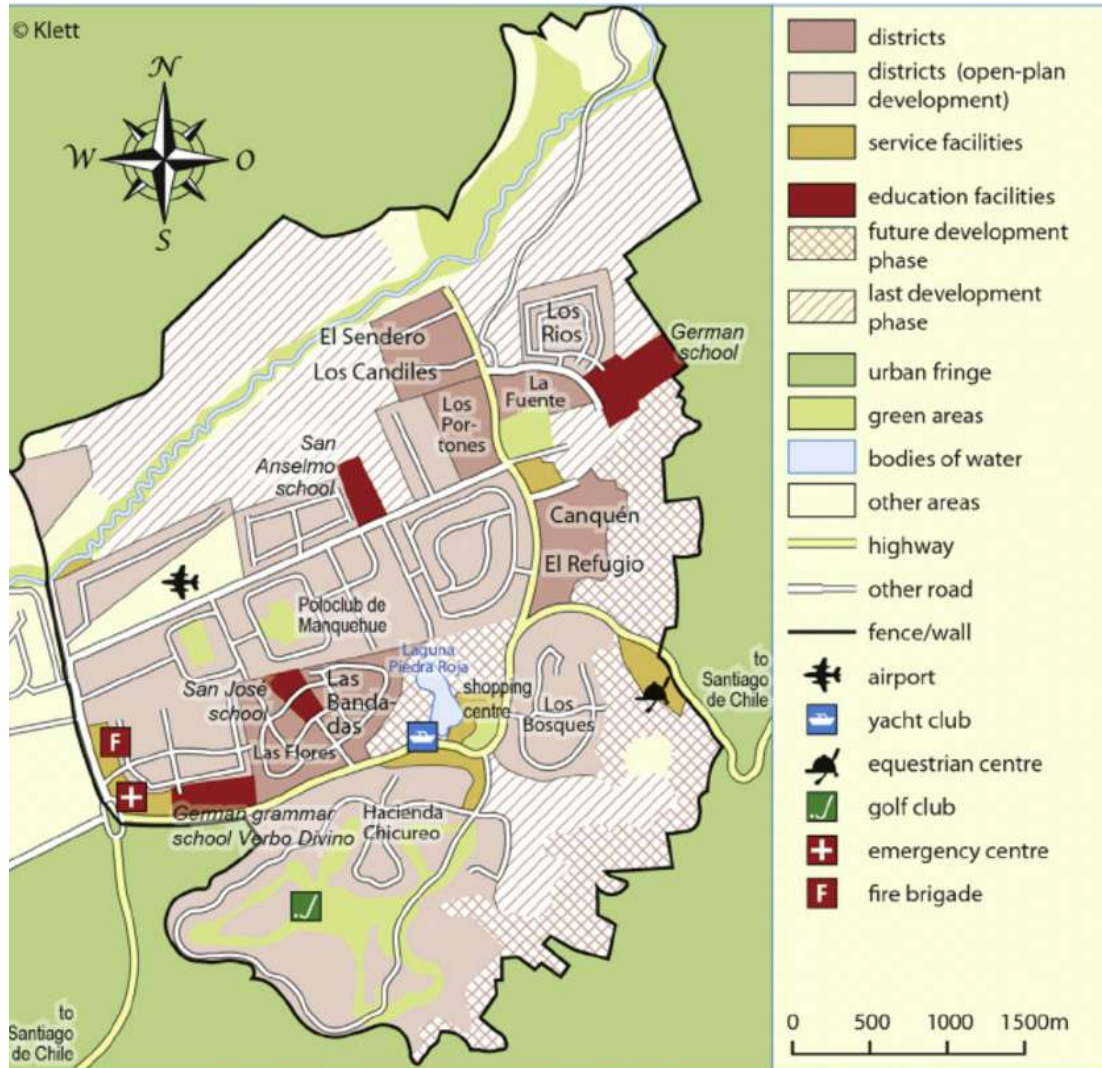 © Klett
N
W
O
S
El Sendero
Los Candiles
Los
Rios
German
school
La
Fuente
Los
Por-
tones
San
Anselmo
school
Canquén
El Refugio
Poloclub de
Manquehue
Laguna
Piedra Roja
San José
school
Las
Banda-
das
shopping
centre
Los
Bosques
to
Santiago
de Chile
F
Las Flores
German grammar
school Verbo Divino
Hacienda
Chicureo
to
Santiago
de Chile
districts
districts (open-plan
development)
service facilities
education facilities
future development
phase
last development
phase
urban fringe
green areas
bodies of water
other areas
highway
other road
fence/wall
airport
yacht club
equestrian centre
golf club
emergency centre
F
fire brigade
0 500 1000 1500m